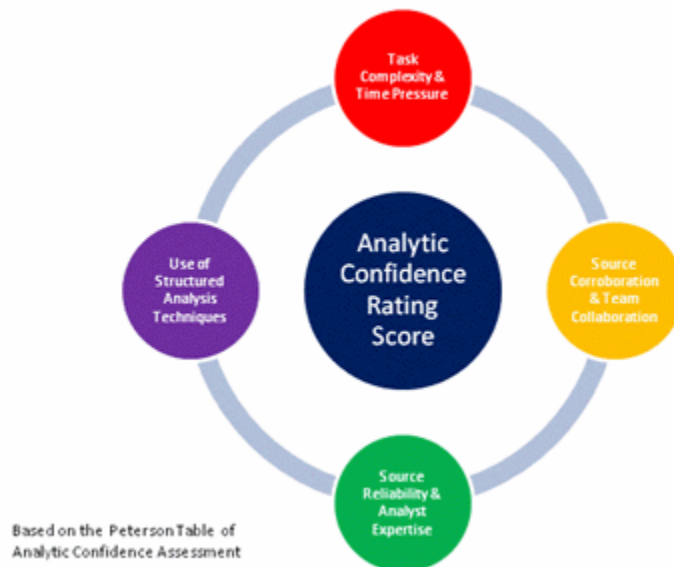 Task
Complexity &
Time Pressure
Use of
Structured
Analysis
Techniques
Analytic
Confidence
Rating
Score
Source
Corroboration
& Team
Collaboration
Source
Reliability &
Analyst
Expertise
Based on the Peterson Table of
Analytic Confidence Assessment